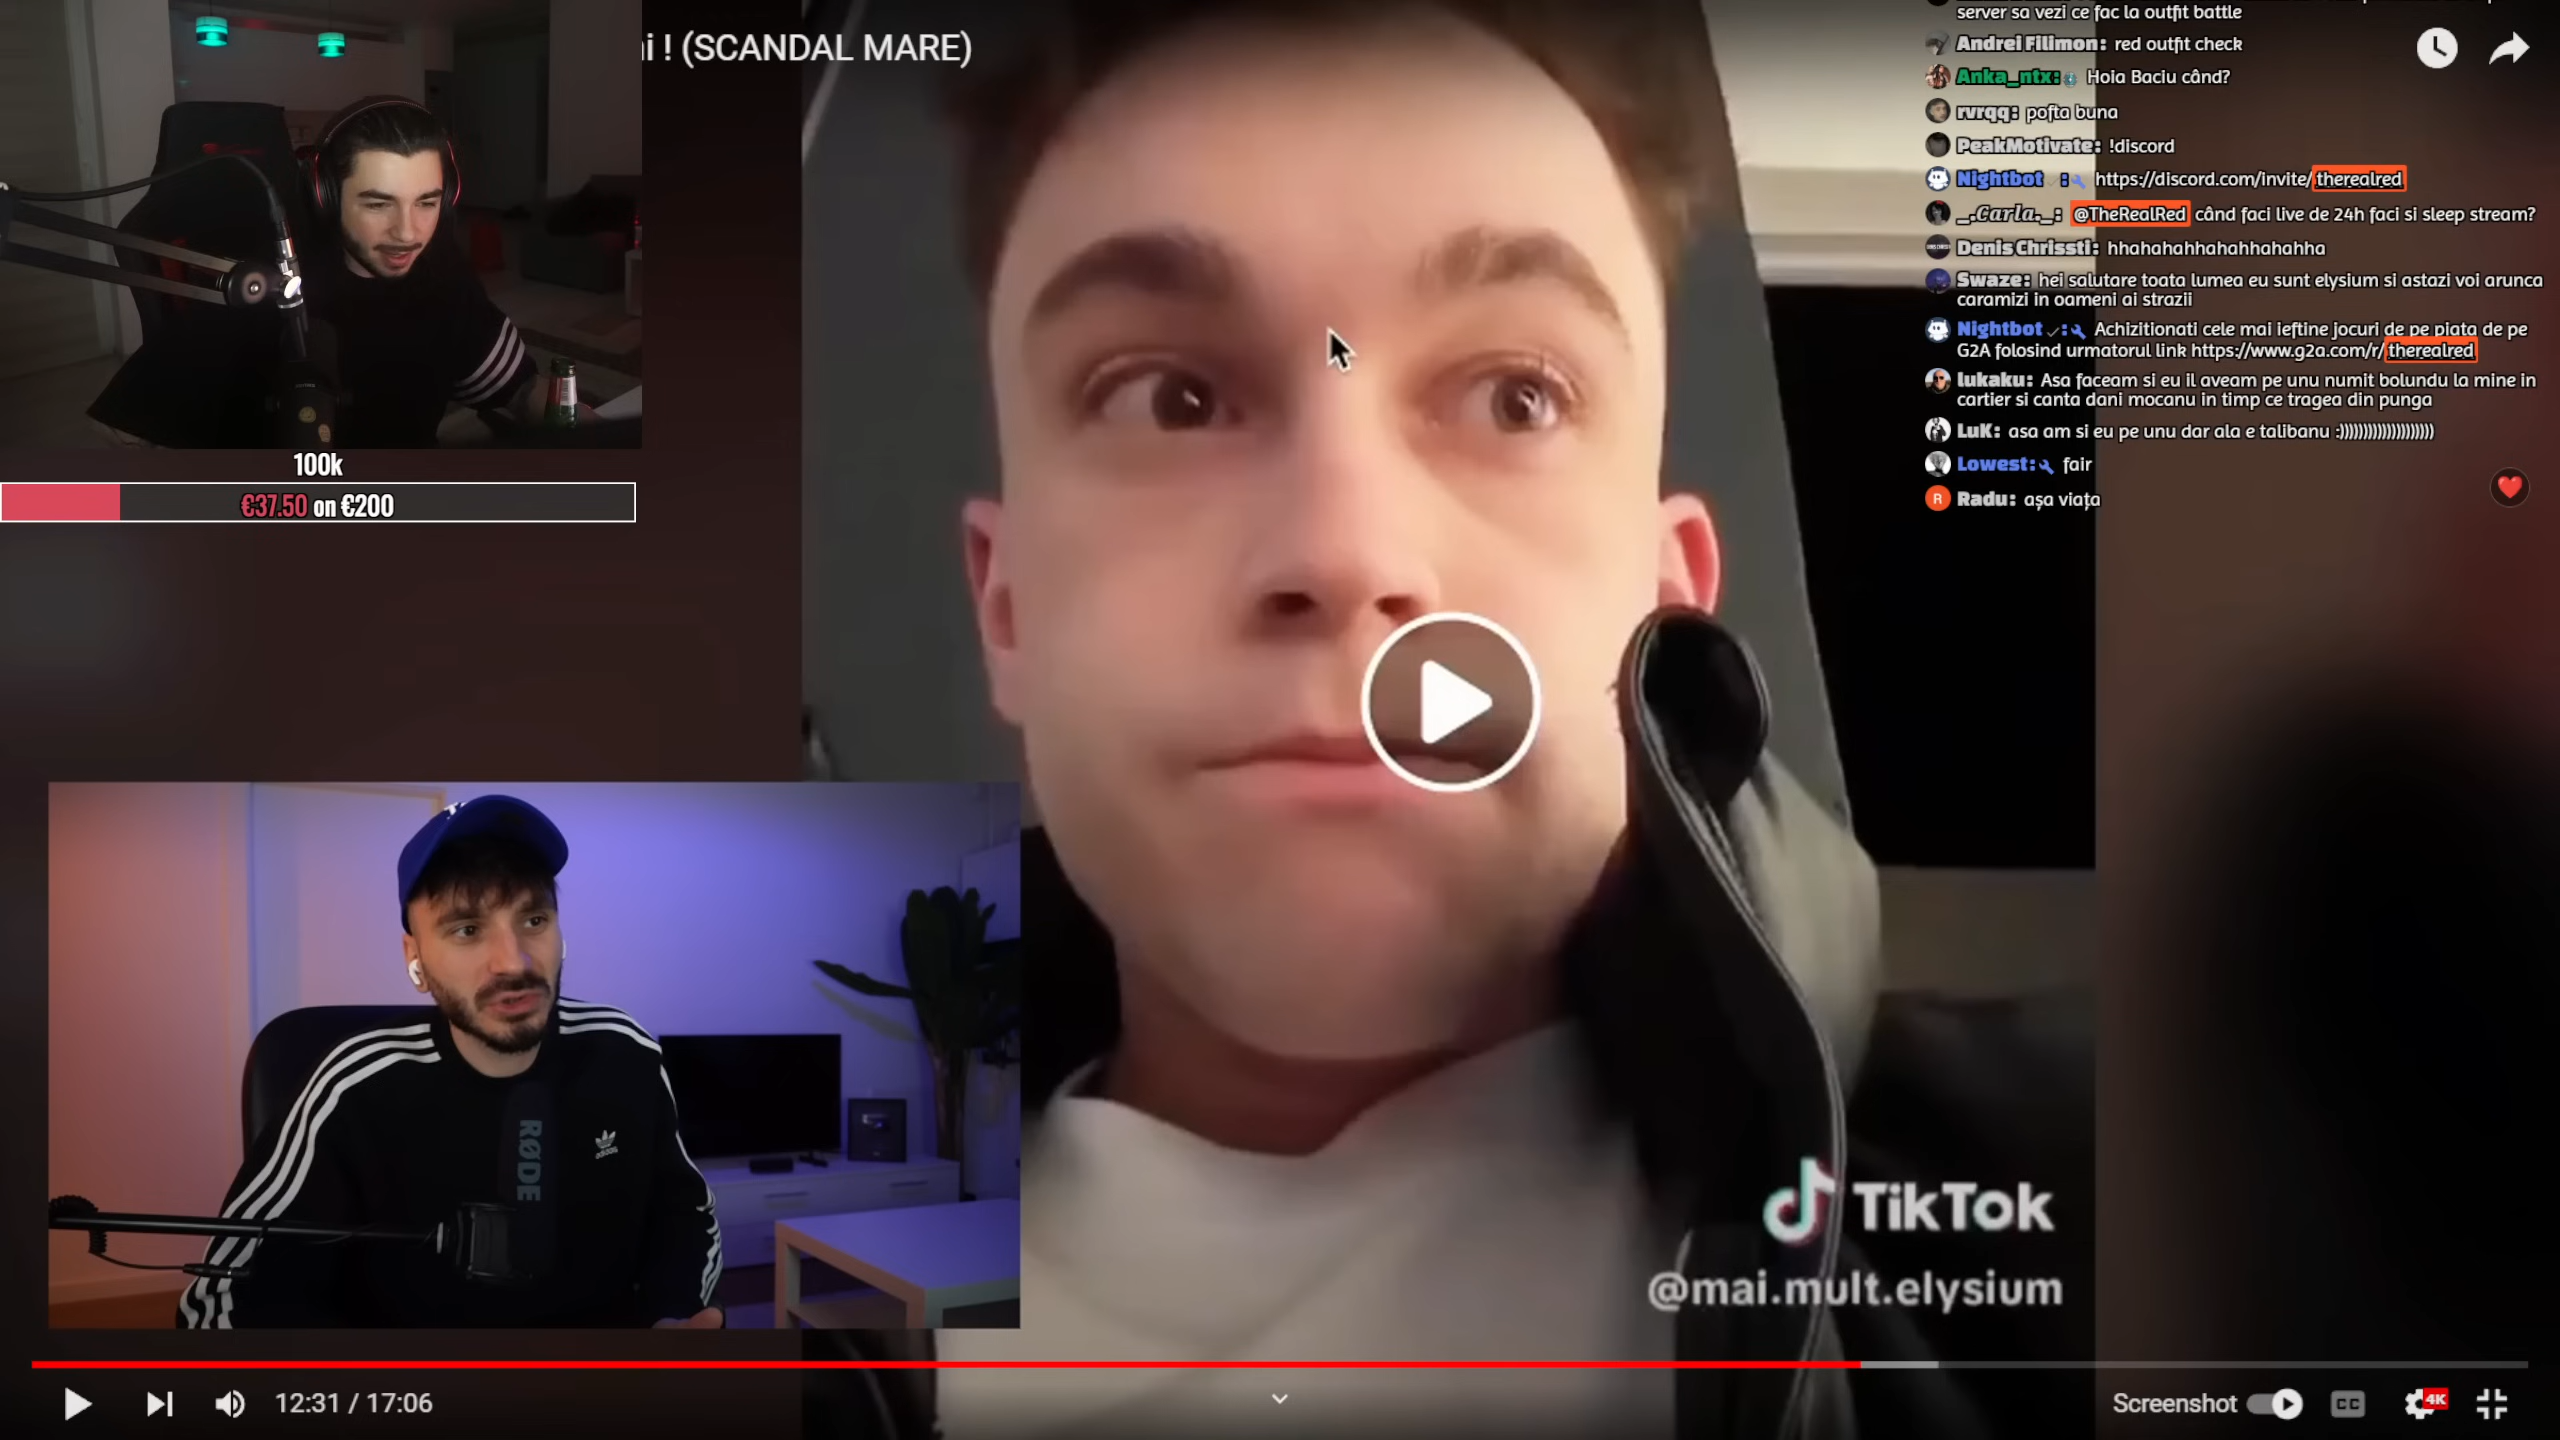 i ! (SCANDAL MARE)
100k
€37.50 on €200
server sa vezi ce fac la outfit battle
Andrei Filimon: red outfit check
Anka_ntx: Hoia Baciu când?
rvrqq: pofta buna
PeakMotivate: !discord
Nightbot : https://discord.com/invite/therealred
_.Carla._: @TheRealRed când faci live de 24h faci si sleep stream?
Denis Chrissti: hhahahahhahahhahahha
Swaze: hei salutare toata lumea eu sunt elysium si astazi voi arunca
caramizi in oameni ai strazii
Nightbot : Achizitionati cele mai ieftine jocuri de pe piata de pe
G2A folosind urmatorul link https://www.g2a.com/r/therealred
lukaku: Asa faceam si eu il aveam pe unu numit bolundu la mine in
cartier si canta dani mocanu in timp ce tragea din punga
LuK: asa am si eu pe unu dar ala e talibanu :)))))))))))))))))))
Lowest: fair
R Radu: așa viața
RØDE
adidas
TikTok
@mai.mult.elysium
12:31 / 17:06
Screenshot
CC
4K